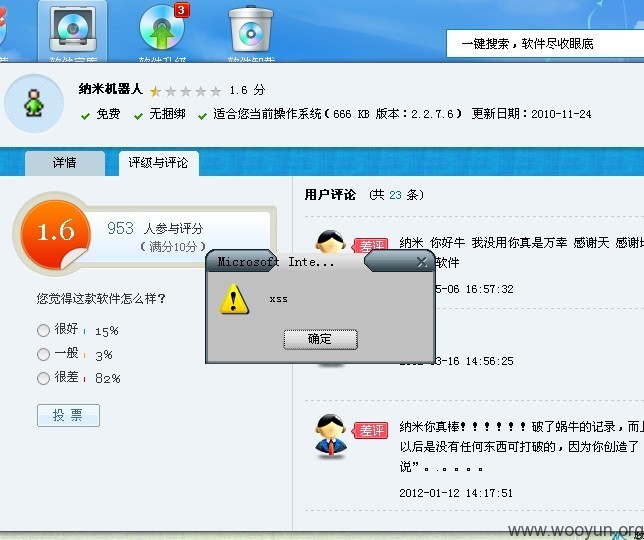 3
一键搜索，软件尽收眼底
纳米机器人 1.6 分
免费 无捆绑 适合您当前操作系统(666 KB 版本：2.2.7.6) 更新日期：2010-11-24
详情 评级与评论
1.6
953 人参与评分
(满分10分)
您觉得这款软件怎么样?
很好 15%
一般 3%
很差 82%
投 票
用户评论 (共 23 条)
差评
纳米 你好牛 我没用你真是万幸 感谢天 感谢
软件
5-06 16:57:32
03-16 14:56:25
差评
纳米你真棒！！！！！！破了蜗牛的记录，而
以后是没有任何东西可打破的，因为你创造了
说”。.。。。。
2012-01-12 14:17:51
Microsoft Inte...
xss
确定
www.wooyun.org